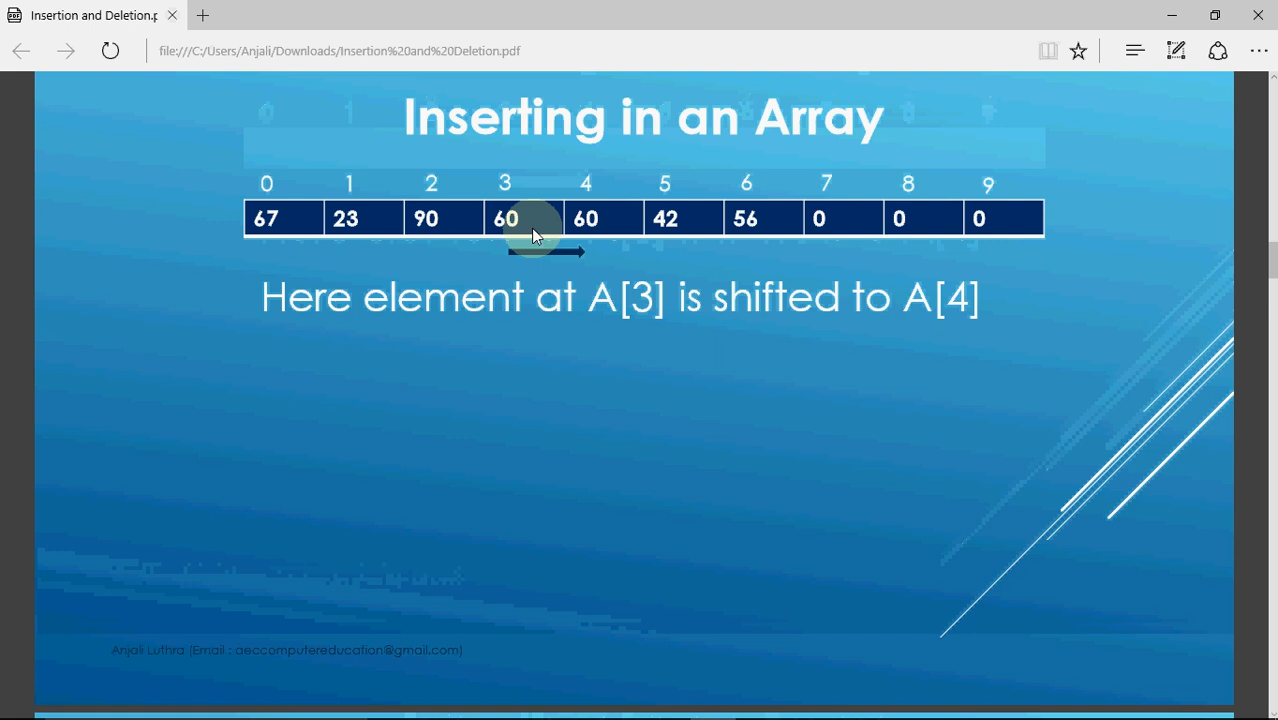 Insertion and Deletion.p
file:///C:/Users/Anjali/Downloads/Insertion%20and%20Deletion.pdf
Inserting in an Array
0 1 2 3 4 5 6 7 8 9
67 23 90 60 60 42 56 0 0 0
Here element at A[3] is shifted to A[4]
Anjali Luthra (Email : aeccomputereducation@gmail.com)